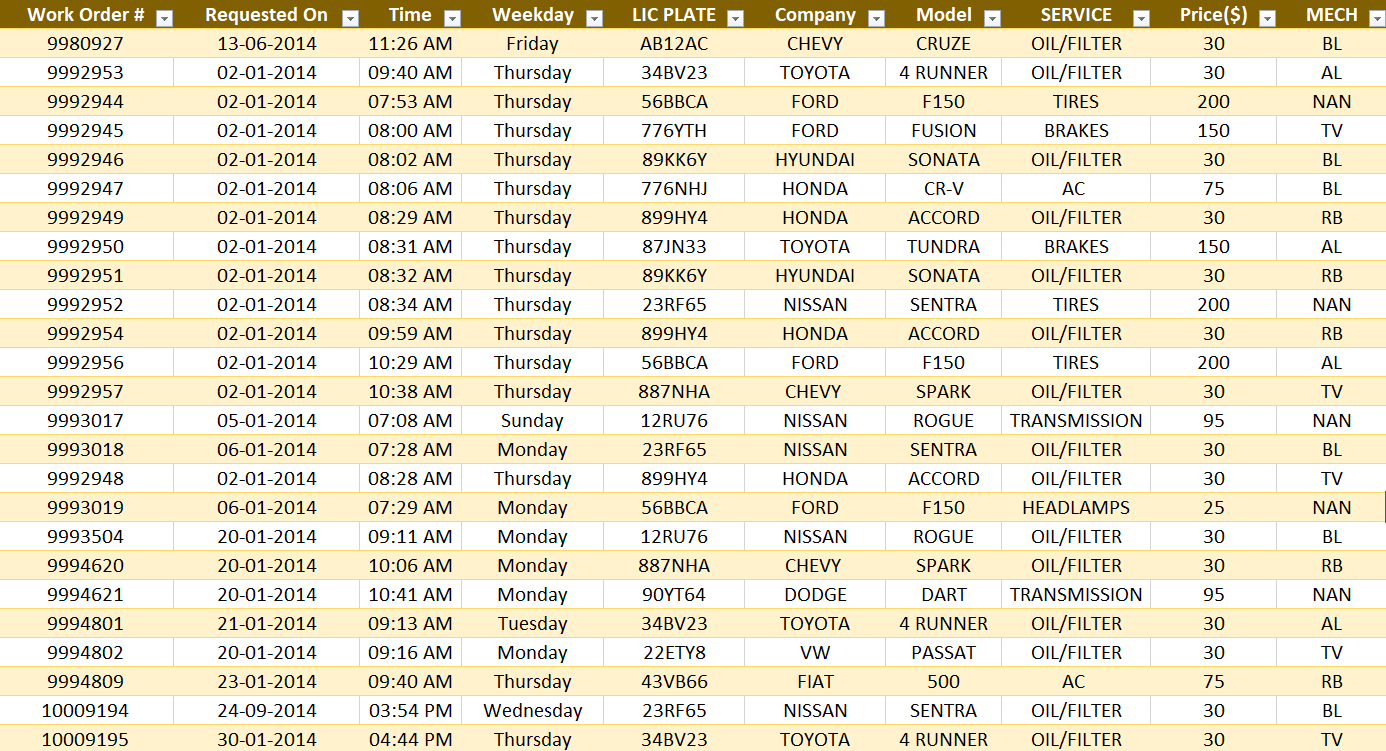 Work Order # Requested On Time Weekday LIC PLATE Company Model SERVICE Price($) MECH
9980927 13-06-2014 11:26 AM Friday AB12AC CHEVY CRUZE OIL/FILTER 30 BL
9992953 02-01-2014 09:40 AM Thursday 34BV23 TOYOTA 4 RUNNER OIL/FILTER 30 AL
9992944 02-01-2014 07:53 AM Thursday 56BBCA FORD F150 TIRES 200 NAN
9992945 02-01-2014 08:00 AM Thursday 776YTH FORD FUSION BRAKES 150 TV
9992946 02-01-2014 08:02 AM Thursday 89KK6Y HYUNDAI SONATA OIL/FILTER 30 BL
9992947 02-01-2014 08:06 AM Thursday 776NHJ HONDA CR-V AC 75 BL
9992949 02-01-2014 08:29 AM Thursday 899HY4 HONDA ACCORD OIL/FILTER 30 RB
9992950 02-01-2014 08:31 AM Thursday 87JN33 TOYOTA TUNDRA BRAKES 150 AL
9992951 02-01-2014 08:32 AM Thursday 89KK6Y HYUNDAI SONATA OIL/FILTER 30 RB
9992952 02-01-2014 08:34 AM Thursday 23RF65 NISSAN SENTRA TIRES 200 NAN
9992954 02-01-2014 09:59 AM Thursday 899HY4 HONDA ACCORD OIL/FILTER 30 RB
9992956 02-01-2014 10:29 AM Thursday 56BBCA FORD F150 TIRES 200 AL
9992957 02-01-2014 10:38 AM Thursday 887NHA CHEVY SPARK OIL/FILTER 30 TV
9993017 05-01-2014 07:08 AM Sunday 12RU76 NISSAN ROGUE TRANSMISSION 95 NAN
9993018 06-01-2014 07:28 AM Monday 23RF65 NISSAN SENTRA OIL/FILTER 30 BL
9992948 02-01-2014 08:28 AM Thursday 899HY4 HONDA ACCORD OIL/FILTER 30 TV
9993019 06-01-2014 07:29 AM Monday 56BBCA FORD F150 HEADLAMPS 25 NAN
9993504 20-01-2014 09:11 AM Monday 12RU76 NISSAN ROGUE OIL/FILTER 30 BL
9994620 20-01-2014 10:06 AM Monday 887NHA CHEVY SPARK OIL/FILTER 30 RB
9994621 20-01-2014 10:41 AM Monday 90YT64 DODGE DART TRANSMISSION 95 NAN
9994801 21-01-2014 09:13 AM Tuesday 34BV23 TOYOTA 4 RUNNER OIL/FILTER 30 AL
9994802 20-01-2014 09:16 AM Monday 22ETY8 VW PASSAT OIL/FILTER 30 TV
9994809 23-01-2014 09:40 AM Thursday 43VB66 FIAT 500 AC 75 RB
10009194 24-09-2014 03:54 PM Wednesday 23RF65 NISSAN SENTRA OIL/FILTER 30 BL
10009195 30-01-2014 04:44 PM Thursday 34BV23 TOYOTA 4 RUNNER OIL/FILTER 30 TV